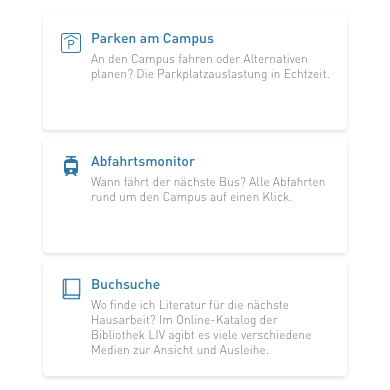 P
Parken am Campus
An den Campus fahren oder Alternativen
planen? Die Parkplatzauslastung in Echtzeit.
Abfahrtsmonitor
Wann fährt der nächste Bus? Alle Abfahrten
rund um den Campus auf einen Klick.
Buchsuche
Wo finde ich Literatur für die nächste
Hausarbeit? Im Online-Katalog der
Bibliothek LIV agibt es viele verschiedene
Medien zur Ansicht und Ausleihe.